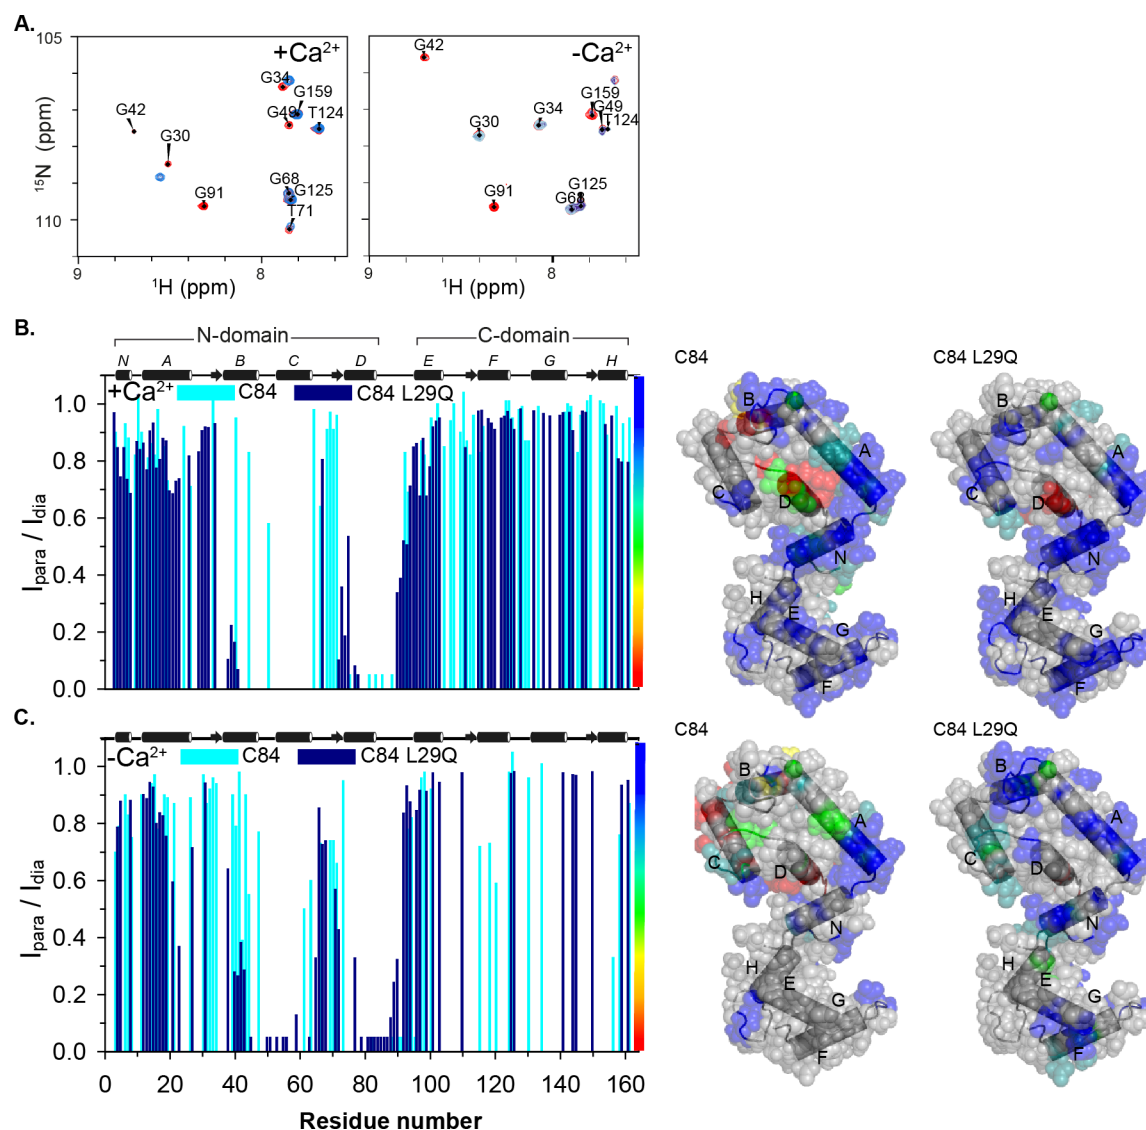 A.
105
+Ca²⁺
-Ca²⁺
G42
G34
G159
G159
G42
G49
T124
G49
G34
G30
T124
G30
¹⁵N (ppm)
G68
G125
G125
G91
G91
G68
T71
110
9
8
9
8
¹H (ppm)
¹H (ppm)
B.
N-domain
C-domain
N A B C D E F G H
+Ca²⁺
C84
C84 L29Q
1.0
0.8
0.6
0.4
0.2
0.0
Ipara / Idia
C84
C84 L29Q
B
A
C
D
N
H
E
G
F
B
A
C
D
N
H
E
G
F
C.
-Ca²⁺
C84
C84 L29Q
1.0
0.8
0.6
0.4
0.2
0.0
Ipara / Idia
0 20 40 60 80 100 120 140 160
Residue number
C84
C84 L29Q
B
A
C
D
N
H
E
G
F
B
A
C
D
N
H
E
G
F